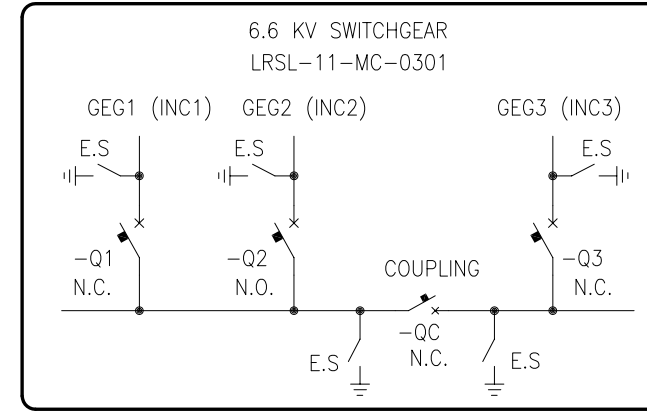 6.6 KV SWITCHGEAR
LRSL-11-MC-0301
GEG1 (INC1) GEG2 (INC2) GEG3 (INC3)
E.S E.S E.S
-Q1 -Q2 -Q3
N.C. N.O. N.C.
COUPLING
-QC
N.C.
E.S E.S